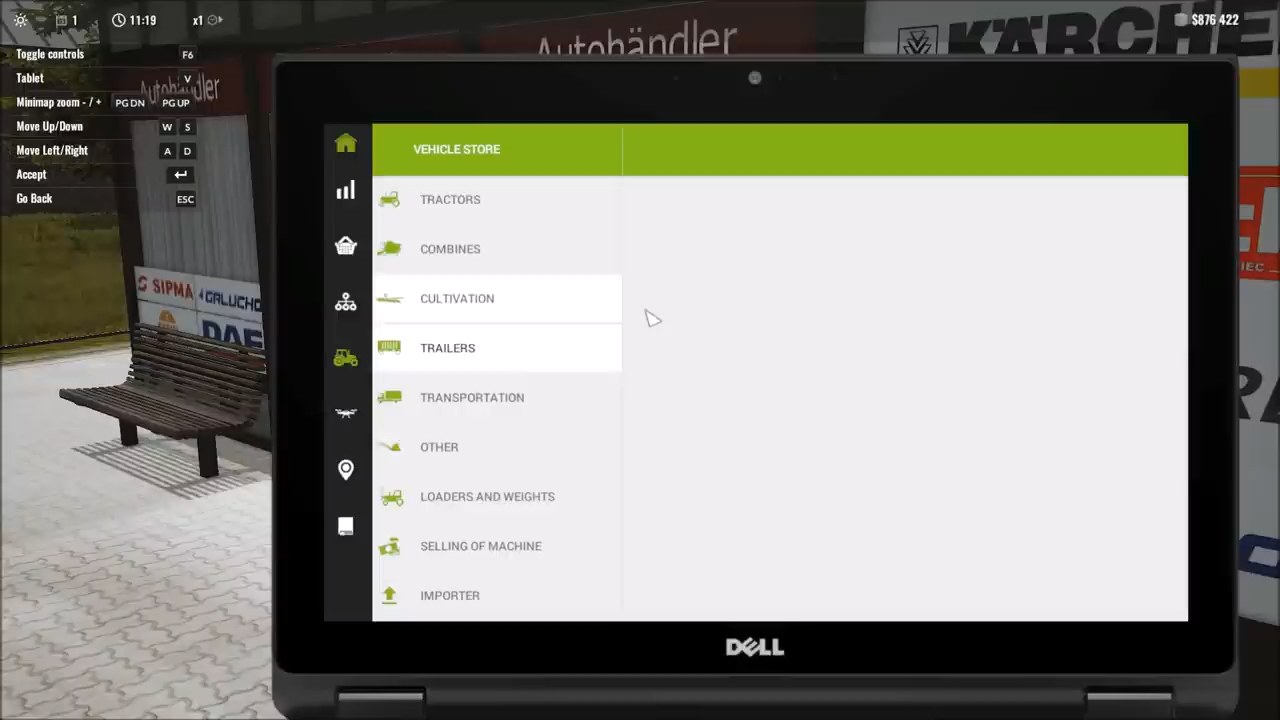 1
11:19
x1
$876 422
Toggle controls F6
Tablet V
Minimap zoom - / + PG DN PG UP
Move Up/Down W S
Move Left/Right A D
Accept
Go Back ESC
Autohändler
Autohändler
KÄRCHE
SIPMA
GALUCHO
VEHICLE STORE
TRACTORS
COMBINES
CULTIVATION
TRAILERS
TRANSPORTATION
OTHER
LOADERS AND WEIGHTS
SELLING OF MACHINE
IMPORTER
DELL